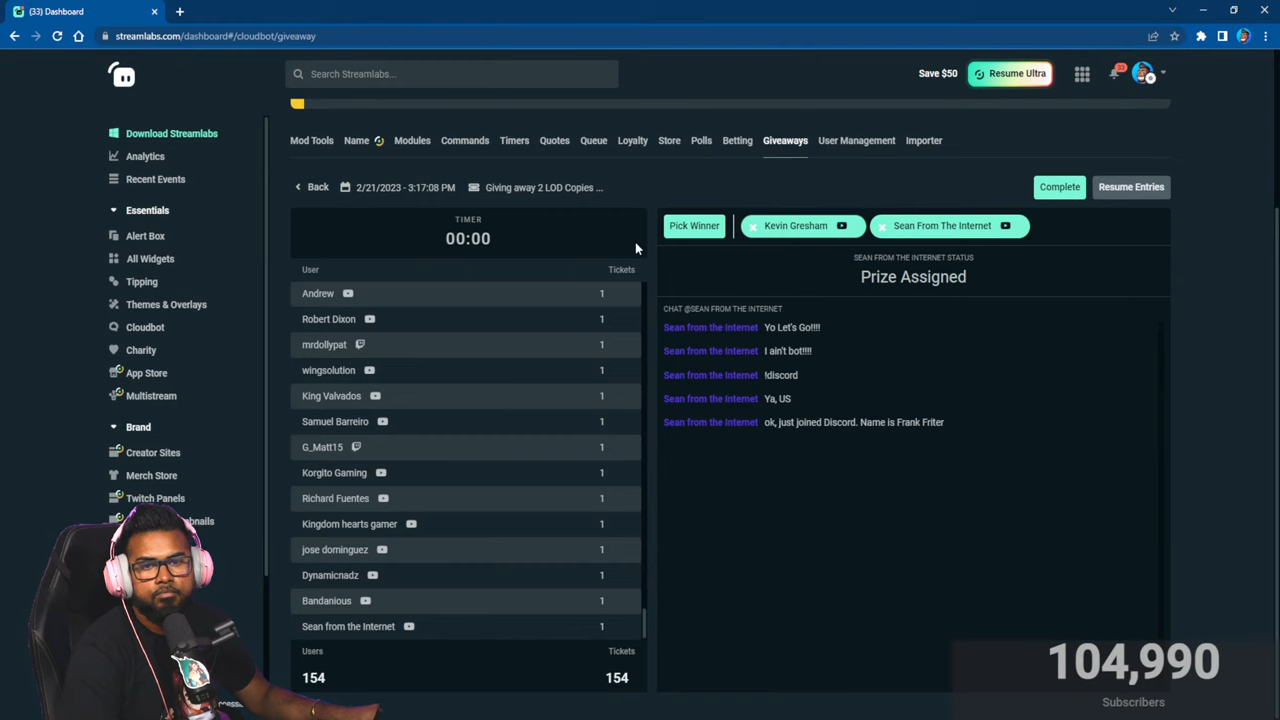 (33) Dashboard
streamlabs.com/dashboard#/cloudbot/giveaway
Search Streamlabs...
Save $50
Resume Ultra
Download Streamlabs
Analytics
Recent Events
Essentials
Alert Box
All Widgets
Tipping
Themes & Overlays
Cloudbot
Charity
App Store
Multistream
Brand
Creator Sites
Merch Store
Twitch Panels
Mod Tools Name Modules Commands Timers Quotes Queue Loyalty Store Polls Betting Giveaways User Management Importer
Back 2/21/2023 - 3:17:08 PM Giving away 2 LOD Copies ... Complete Resume Entries
TIMER
00:00
User Tickets
Andrew 1
Robert Dixon 1
mrdollypat 1
wingsolution 1
King Valvados 1
Samuel Barreiro 1
G_Matt15 1
Korgito Gaming 1
Richard Fuentes 1
Kingdom hearts gamer 1
jose dominguez 1
Dynamicnadz 1
Bandanious 1
Sean from the Internet 1
Users Tickets
154 154
Pick Winner Kevin Gresham Sean From The Internet
SEAN FROM THE INTERNET STATUS
Prize Assigned
CHAT @SEAN FROM THE INTERNET
Sean from the Internet Yo Let's Go!!!!
Sean from the Internet I ain't bot!!!!
Sean from the Internet !discord
Sean from the Internet Ya, US
Sean from the Internet ok, just joined Discord. Name is Frank Friter
104,990
Subscribers